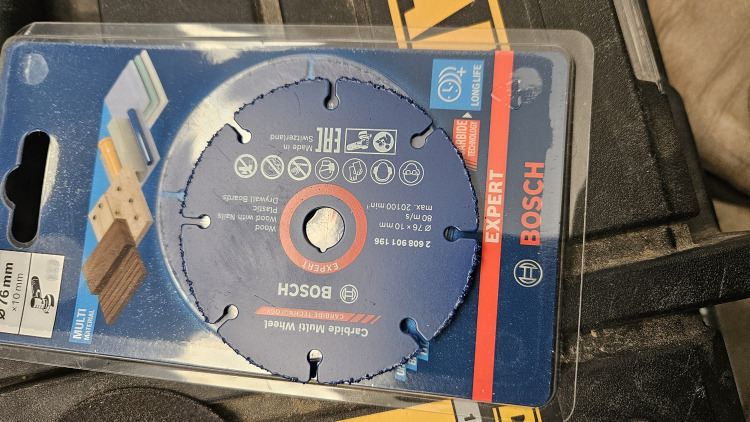 LONG LIFE
CARBIDE
TECHNOLOGY
EXPERT
BOSCH
MULTI
MATERIAL
Ø 76 mm
× 10 mm
BOSCH
Carbide Multi Wheel
CARBIDE TECHNOLOGY
EXPERT
2 608 901 196
Ø 76 × 10 mm
80 m/s
max. 20100 min⁻¹
Wood
Wood with Nails
Plastic
Drywall Boards
EAC
Made in
Switzerland